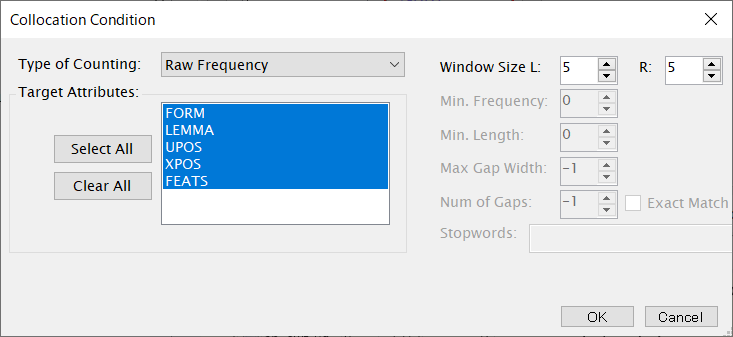 Collocation Condition
Type of Counting: Raw Frequency
Target Attributes:
FORM
LEMMA
UPOS
XPOS
FEATS
Select All
Clear All
Window Size L: 5 R: 5
Min. Frequency: 0
Min. Length: 0
Max Gap Width: -1
Num of Gaps: -1 Exact Match
Stopwords:
OK Cancel